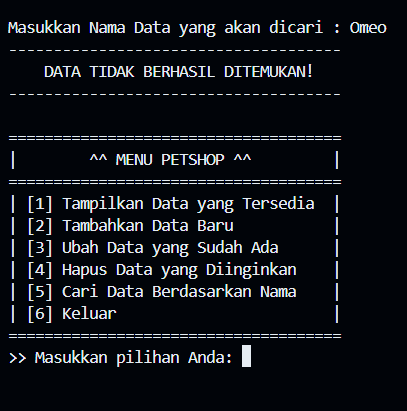 Masukkan Nama Data yang akan dicari : Omeo
-------------------------------------
DATA TIDAK BERHASIL DITEMUKAN!
-------------------------------------
=====================================
|        ^^ MENU PETSHOP ^^         |
=====================================
| [1] Tampilkan Data yang Tersedia  |
| [2] Tambahkan Data Baru           |
| [3] Ubah Data yang Sudah Ada      |
| [4] Hapus Data yang Diinginkan    |
| [5] Cari Data Berdasarkan Nama    |
| [6] Keluar                        |
=====================================
>> Masukkan pilihan Anda: